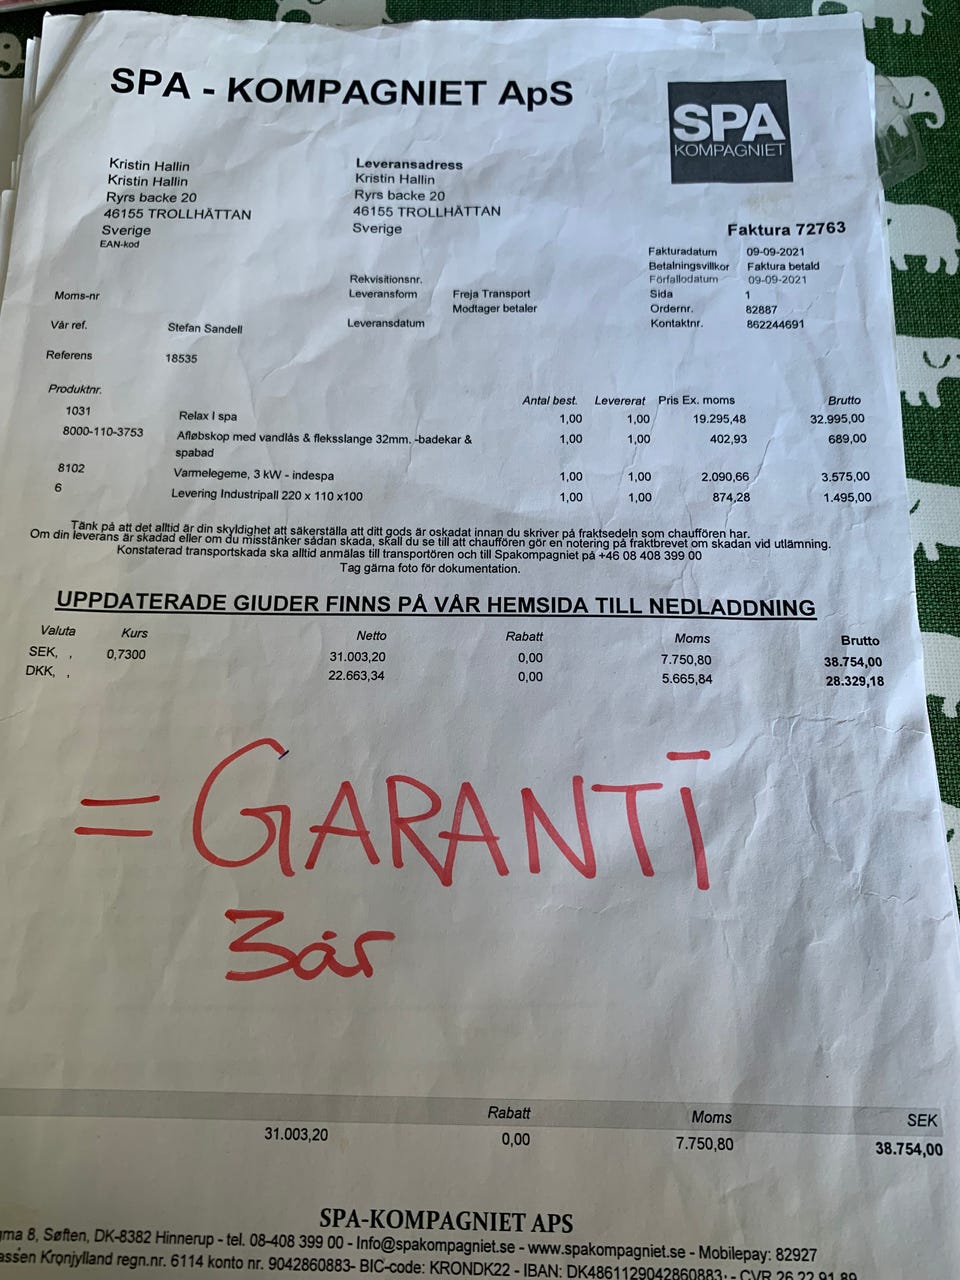 SPA - KOMPAGNIET ApS
SPA
KOMPAGNIET
Kristin Hallin
Kristin Hallin
Ryrs backe 20
46155 TROLLHÄTTAN
Sverige
EAN-kod
Leveransadress
Kristin Hallin
Ryrs backe 20
46155 TROLLHÄTTAN
Sverige
Faktura 72763
Fakturadatum 09-09-2021
Betalningsvillkor Faktura betald
Förfallodatum 09-09-2021
Sida 1
Ordernr. 82887
Kontaktnr. 862244691
Rekvisitionsnr.
Moms-nr
Leveransform Freja Transport
Modtager betaler
Vår ref. Stefan Sandell
Leveransdatum
Referens 18535
Produktnr. Antal best. Levererat Pris Ex. moms Brutto
1031 Relax I spa 1,00 1,00 19.295,48 32.995,00
8000-110-3753 Afløbskop med vandlås & fleksslange 32mm. -badekar & 1,00 1,00 402,93 689,00
spabad
8102 Varmelegeme, 3 kW - indespa 1,00 1,00 2.090,66 3.575,00
6 Levering Industripall 220 x 110 x100 1,00 1,00 874,28 1.495,00
Tänk på att det alltid är din skyldighet att säkerställa att ditt gods är oskadat innan du skriver på fraktsedeln som chauffören har.
Om din leverans är skadad eller om du misstänker sådan skada, skall du se till att chauffören gör en notering på fraktbrevet om skadan vid utlämning.
Konstaterad transportskada ska alltid anmälas till transportören och till Spakompagniet på +46 08 408 399 00
Tag gärna foto för dokumentation.
UPPDATERADE GIUDER FINNS PÅ VÅR HEMSIDA TILL NEDLADDNING
Valuta Kurs Netto Rabatt Moms Brutto
SEK, , 0,7300 31.003,20 0,00 7.750,80 38.754,00
DKK, , 22.663,34 0,00 5.665,84 28.329,18
= GARANTI
3 år
Rabatt Moms SEK
31.003,20 0,00 7.750,80 38.754,00
SPA-KOMPAGNIET APS
8, Søften, DK-8382 Hinnerup - tel. 08-408 399 00 - Info@spakompagniet.se - www.spakompagniet.se - Mobilepay: 82927
Kronjylland regn.nr. 6114 konto nr. 9042860883- BIC-code: KRONDK22 - IBAN: DK4861129042860883 - CVR 26 22 91 89